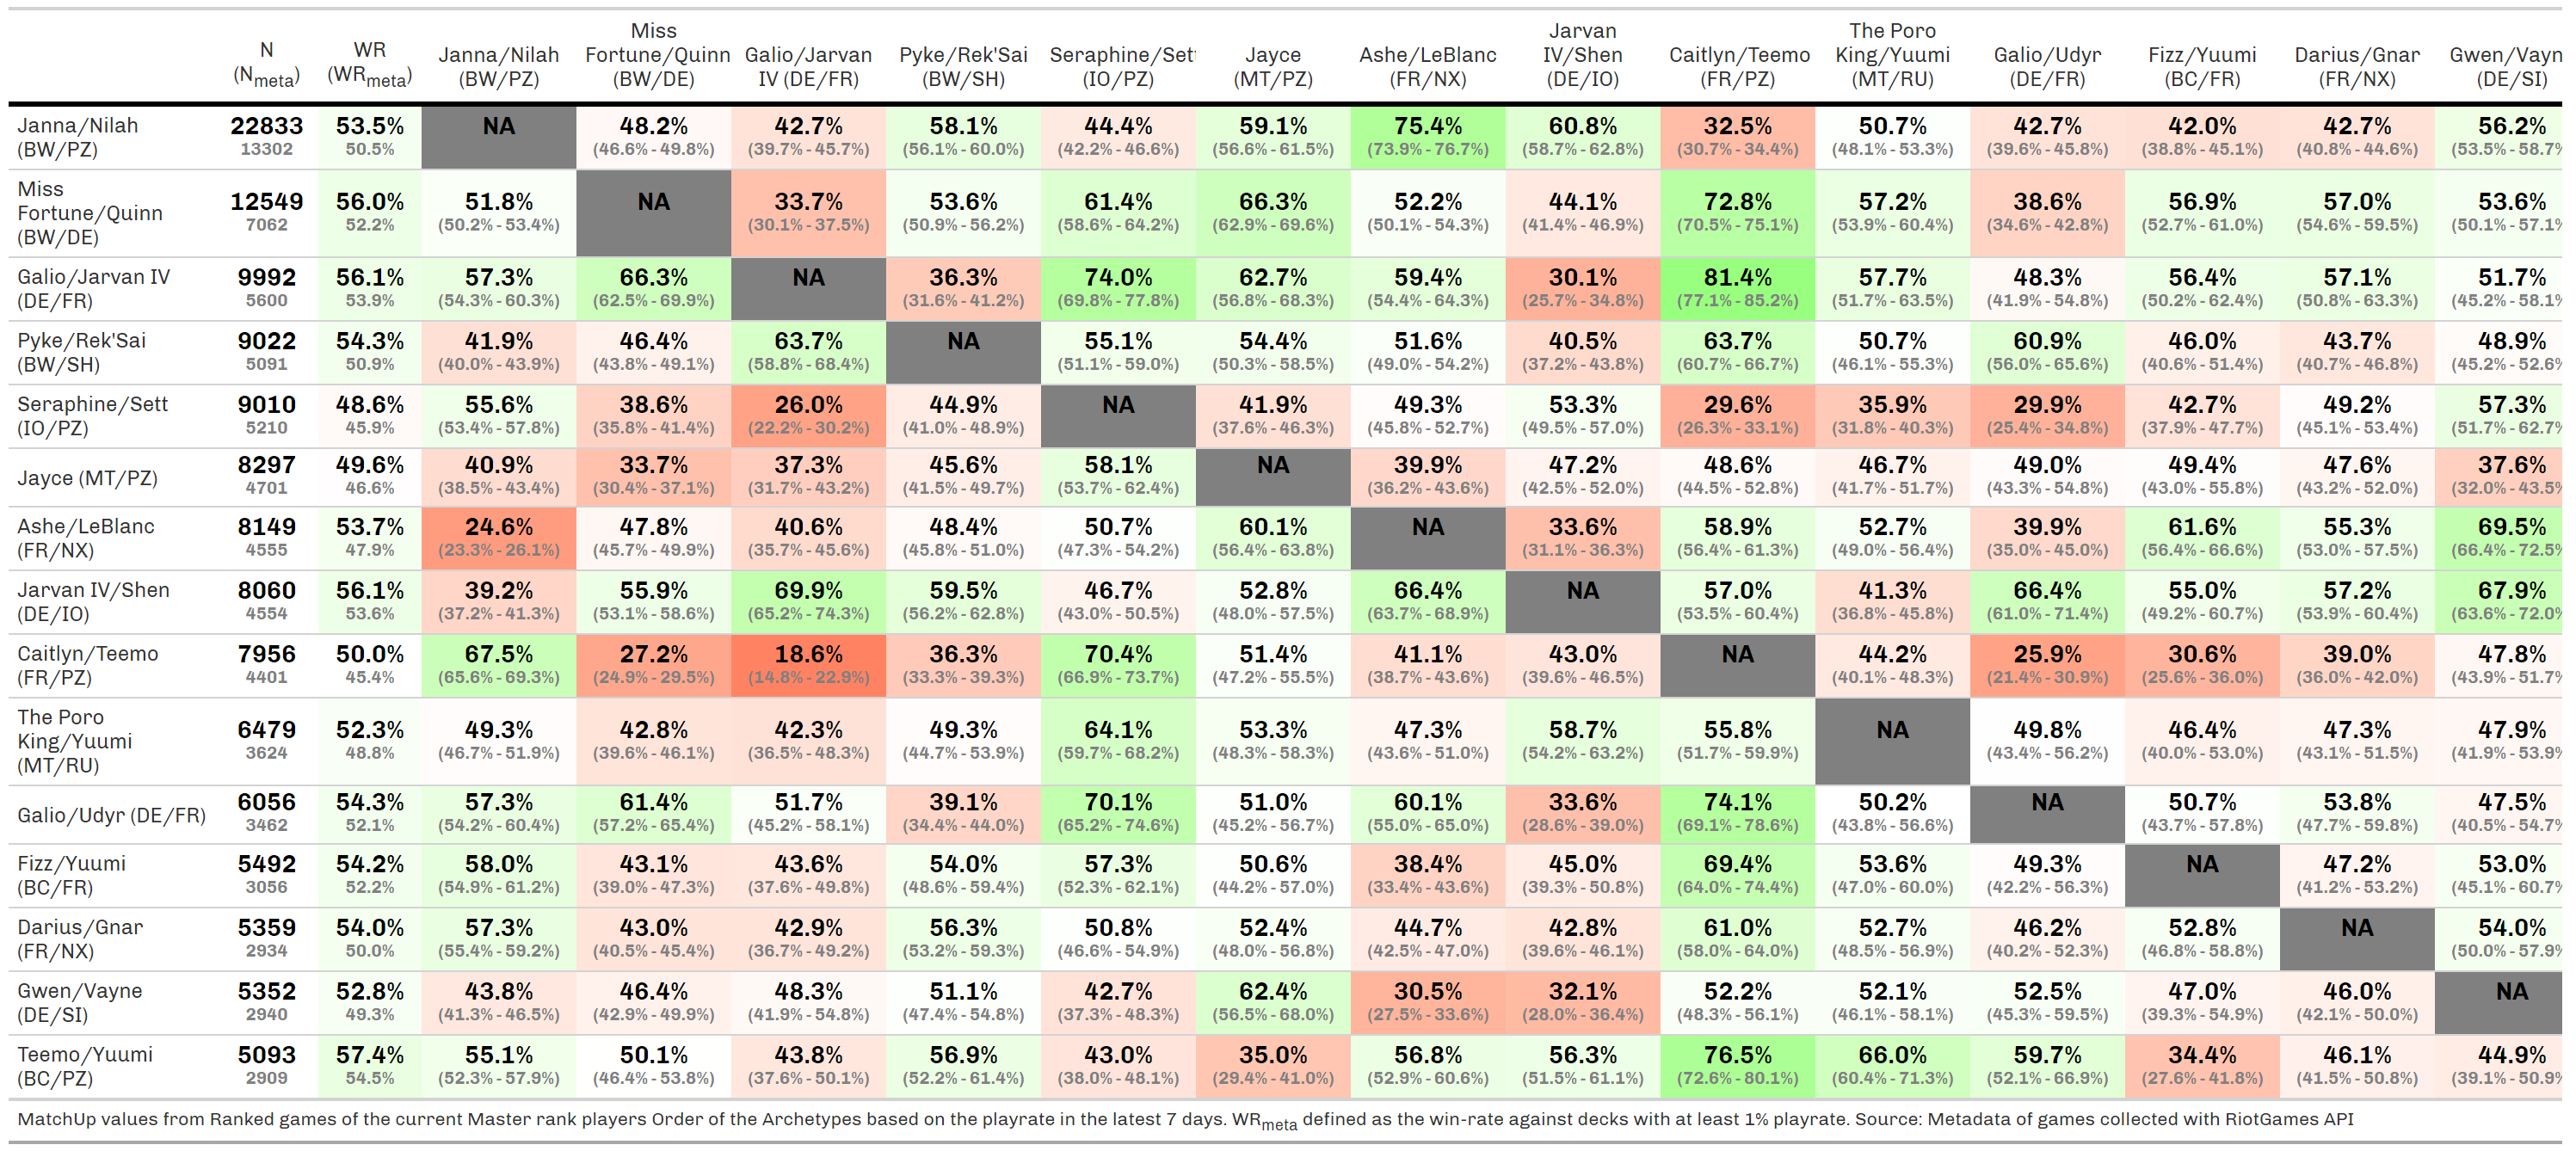 N (N meta) WR (WR meta) Janna/Nilah (BW/PZ) Miss Fortune/Quinn (BW/DE) Galio/Jarvan IV (DE/FR) Pyke/Rek'Sai (BW/SH) Seraphine/Sett (IO/PZ) Jayce (MT/PZ) Ashe/LeBlanc (FR/NX) Jarvan IV/Shen (DE/IO) Caitlyn/Teemo (FR/PZ) The Poro King/Yuumi (MT/RU) Galio/Udyr (DE/FR) Fizz/Yuumi (BC/FR) Darius/Gnar (FR/NX) Gwen/Vayn (DE/SI)
Janna/Nilah 22833 53.5% NA 48.2% 42.7% 58.1% 44.4% 59.1% 75.4% 60.8% 32.5% 50.7% 42.7% 42.0% 42.7% 56.2%
(BW/PZ) 13302 50.5% (46.6% - 49.8%) (39.7% - 45.7%) (56.1% - 60.0%) (42.2% - 46.6%) (56.6% - 61.5%) (73.9% - 76.7%) (58.7% - 62.8%) (30.7% - 34.4%) (48.1% - 53.3%) (39.6% - 45.8%) (38.8% - 45.1%) (40.8% - 44.6%) (53.5% - 58.7%
Miss
Fortune/Quinn 12549 56.0% 51.8% NA 33.7% 53.6% 61.4% 66.3% 52.2% 44.1% 72.8% 57.2% 38.6% 56.9% 57.0% 53.6%
(BW/DE) 7062 52.2% (50.2% - 53.4%) (30.1% - 37.5%) (50.9% - 56.2%) (58.6% - 64.2%) (62.9% - 69.6%) (50.1% - 54.3%) (41.4% - 46.9%) (70.5% - 75.1%) (53.9% - 60.4%) (34.6% - 42.8%) (52.7% - 61.0%) (54.6% - 59.5%) (50.1% - 57.1%
Galio/Jarvan IV 9992 56.1% 57.3% 66.3% NA 36.3% 74.0% 62.7% 59.4% 30.1% 81.4% 57.7% 48.3% 56.4% 57.1% 51.7%
(DE/FR) 5600 53.9% (54.3% - 60.3%) (62.5% - 69.9%) (31.6% - 41.2%) (69.8% - 77.8%) (56.8% - 68.3%) (54.4% - 64.3%) (25.7% - 34.8%) (77.1% - 85.2%) (51.7% - 63.5%) (41.9% - 54.8%) (50.2% - 62.4%) (50.8% - 63.3%) (45.2% - 58.1%
Pyke/Rek'Sai 9022 54.3% 41.9% 46.4% 63.7% NA 55.1% 54.4% 51.6% 40.5% 63.7% 50.7% 60.9% 46.0% 43.7% 48.9%
(BW/SH) 5091 50.9% (40.0% - 43.9%) (43.8% - 49.1%) (58.8% - 68.4%) (51.1% - 59.0%) (50.3% - 58.5%) (49.0% - 54.2%) (37.2% - 43.8%) (60.7% - 66.7%) (46.1% - 55.3%) (56.0% - 65.6%) (40.6% - 51.4%) (40.7% - 46.8%) (45.2% - 52.6%
Seraphine/Sett 9010 48.6% 55.6% 38.6% 26.0% 44.9% NA 41.9% 49.3% 53.3% 29.6% 35.9% 29.9% 42.7% 49.2% 57.3%
(IO/PZ) 5210 45.9% (53.4% - 57.8%) (35.8% - 41.4%) (22.2% - 30.2%) (41.0% - 48.9%) (37.6% - 46.3%) (45.8% - 52.7%) (49.5% - 57.0%) (26.3% - 33.1%) (31.8% - 40.3%) (25.4% - 34.8%) (37.9% - 47.7%) (45.1% - 53.4%) (51.7% - 62.7%
Jayce (MT/PZ) 8297 49.6% 40.9% 33.7% 37.3% 45.6% 58.1% NA 39.9% 47.2% 48.6% 46.7% 49.0% 49.4% 47.6% 37.6%
4701 46.6% (38.5% - 43.4%) (30.4% - 37.1%) (31.7% - 43.2%) (41.5% - 49.7%) (53.7% - 62.4%) (36.2% - 43.6%) (42.5% - 52.0%) (44.5% - 52.8%) (41.7% - 51.7%) (43.3% - 54.8%) (43.0% - 55.8%) (43.2% - 52.0%) (32.0% - 43.5%
Ashe/LeBlanc 8149 53.7% 24.6% 47.8% 40.6% 48.4% 50.7% 60.1% NA 33.6% 58.9% 52.7% 39.9% 61.6% 55.3% 69.5%
(FR/NX) 4555 47.9% (23.3% - 26.1%) (45.7% - 49.9%) (35.7% - 45.6%) (45.8% - 51.0%) (47.3% - 54.2%) (56.4% - 63.8%) (31.1% - 36.3%) (56.4% - 61.3%) (49.0% - 56.4%) (35.0% - 45.0%) (56.4% - 66.6%) (53.0% - 57.5%) (66.4% - 72.5%
Jarvan IV/Shen 8060 56.1% 39.2% 55.9% 69.9% 59.5% 46.7% 52.8% 66.4% NA 57.0% 41.3% 66.4% 55.0% 57.2% 67.9%
(DE/IO) 4554 53.6% (37.2% - 41.3%) (53.1% - 58.6%) (65.2% - 74.3%) (56.2% - 62.8%) (43.0% - 50.5%) (48.0% - 57.5%) (63.7% - 68.9%) (53.5% - 60.4%) (36.8% - 45.8%) (61.0% - 71.4%) (49.2% - 60.7%) (53.9% - 60.4%) (63.6% - 72.0%
Caitlyn/Teemo 7956 50.0% 67.5% 27.2% 18.6% 36.3% 70.4% 51.4% 41.1% 43.0% NA 44.2% 25.9% 30.6% 39.0% 47.8%
(FR/PZ) 4401 45.4% (65.6% - 69.3%) (24.9% - 29.5%) (14.8% - 22.9%) (33.3% - 39.3%) (66.9% - 73.7%) (47.2% - 55.5%) (38.7% - 43.6%) (39.6% - 46.5%) (40.1% - 48.3%) (21.4% - 30.9%) (25.6% - 36.0%) (36.0% - 42.0%) (43.9% - 51.7%
The Poro
King/Yuumi 6479 52.3% 49.3% 42.8% 42.3% 49.3% 64.1% 53.3% 47.3% 58.7% 55.8% NA 49.8% 46.4% 47.3% 47.9%
(MT/RU) 3624 48.8% (46.7% - 51.9%) (39.6% - 46.1%) (36.5% - 48.3%) (44.7% - 53.9%) (59.7% - 68.2%) (48.3% - 58.3%) (43.6% - 51.0%) (54.2% - 63.2%) (51.7% - 59.9%) (43.4% - 56.2%) (40.0% - 53.0%) (43.1% - 51.5%) (41.9% - 53.9%
Galio/Udyr (DE/FR) 6056 54.3% 57.3% 61.4% 51.7% 39.1% 70.1% 51.0% 60.1% 33.6% 74.1% 50.2% NA 50.7% 53.8% 47.5%
3462 52.1% (54.2% - 60.4%) (57.2% - 65.4%) (45.2% - 58.1%) (34.4% - 44.0%) (65.2% - 74.6%) (45.2% - 56.7%) (55.0% - 65.0%) (28.6% - 39.0%) (69.1% - 78.6%) (43.8% - 56.6%) (43.7% - 57.8%) (47.7% - 59.8%) (40.5% - 54.7%
Fizz/Yuumi 5492 54.2% 58.0% 43.1% 43.6% 54.0% 57.3% 50.6% 38.4% 45.0% 69.4% 53.6% 49.3% NA 47.2% 53.0%
(BC/FR) 3056 52.2% (54.9% - 61.2%) (39.0% - 47.3%) (37.6% - 49.8%) (48.6% - 59.4%) (52.3% - 62.1%) (44.2% - 57.0%) (33.4% - 43.6%) (39.3% - 50.8%) (64.0% - 74.4%) (47.0% - 60.0%) (42.2% - 56.3%) (41.2% - 53.2%) (45.1% - 60.7%
Darius/Gnar 5359 54.0% 57.3% 43.0% 42.9% 56.3% 50.8% 52.4% 44.7% 42.8% 61.0% 52.7% 46.2% 52.8% NA 54.0%
(FR/NX) 2934 50.0% (55.4% - 59.2%) (40.5% - 45.4%) (36.7% - 49.2%) (53.2% - 59.3%) (46.6% - 54.9%) (48.0% - 56.8%) (42.5% - 47.0%) (39.6% - 46.1%) (58.0% - 64.0%) (48.5% - 56.9%) (40.2% - 52.3%) (46.8% - 58.8%) (50.0% - 57.9%
Gwen/Vayne 5352 52.8% 43.8% 46.4% 48.3% 51.1% 42.7% 62.4% 30.5% 32.1% 52.2% 52.1% 52.5% 47.0% 46.0% NA
(DE/SI) 2940 49.3% (41.3% - 46.5%) (42.9% - 49.9%) (41.9% - 54.8%) (47.4% - 54.8%) (37.3% - 48.3%) (56.5% - 68.0%) (27.5% - 33.6%) (28.0% - 36.4%) (48.3% - 56.1%) (46.1% - 58.1%) (45.3% - 59.5%) (39.3% - 54.9%) (42.1% - 50.0%)
Teemo/Yuumi 5093 57.4% 55.1% 50.1% 43.8% 56.9% 43.0% 35.0% 56.8% 56.3% 76.5% 66.0% 59.7% 34.4% 46.1% 44.9%
(BC/PZ) 2909 54.5% (52.3% - 57.9%) (46.4% - 53.8%) (37.6% - 50.1%) (52.2% - 61.4%) (38.0% - 48.1%) (29.4% - 41.0%) (52.9% - 60.6%) (51.5% - 61.1%) (72.6% - 80.1%) (60.4% - 71.3%) (52.1% - 66.9%) (27.6% - 41.8%) (41.5% - 50.8%) (39.1% - 50.9%
MatchUp values from Ranked games of the current Master rank players Order of the Archetypes based on the playrate in the latest 7 days. WR meta defined as the win-rate against decks with at least 1% playrate. Source: Metadata of games collected with RiotGames API